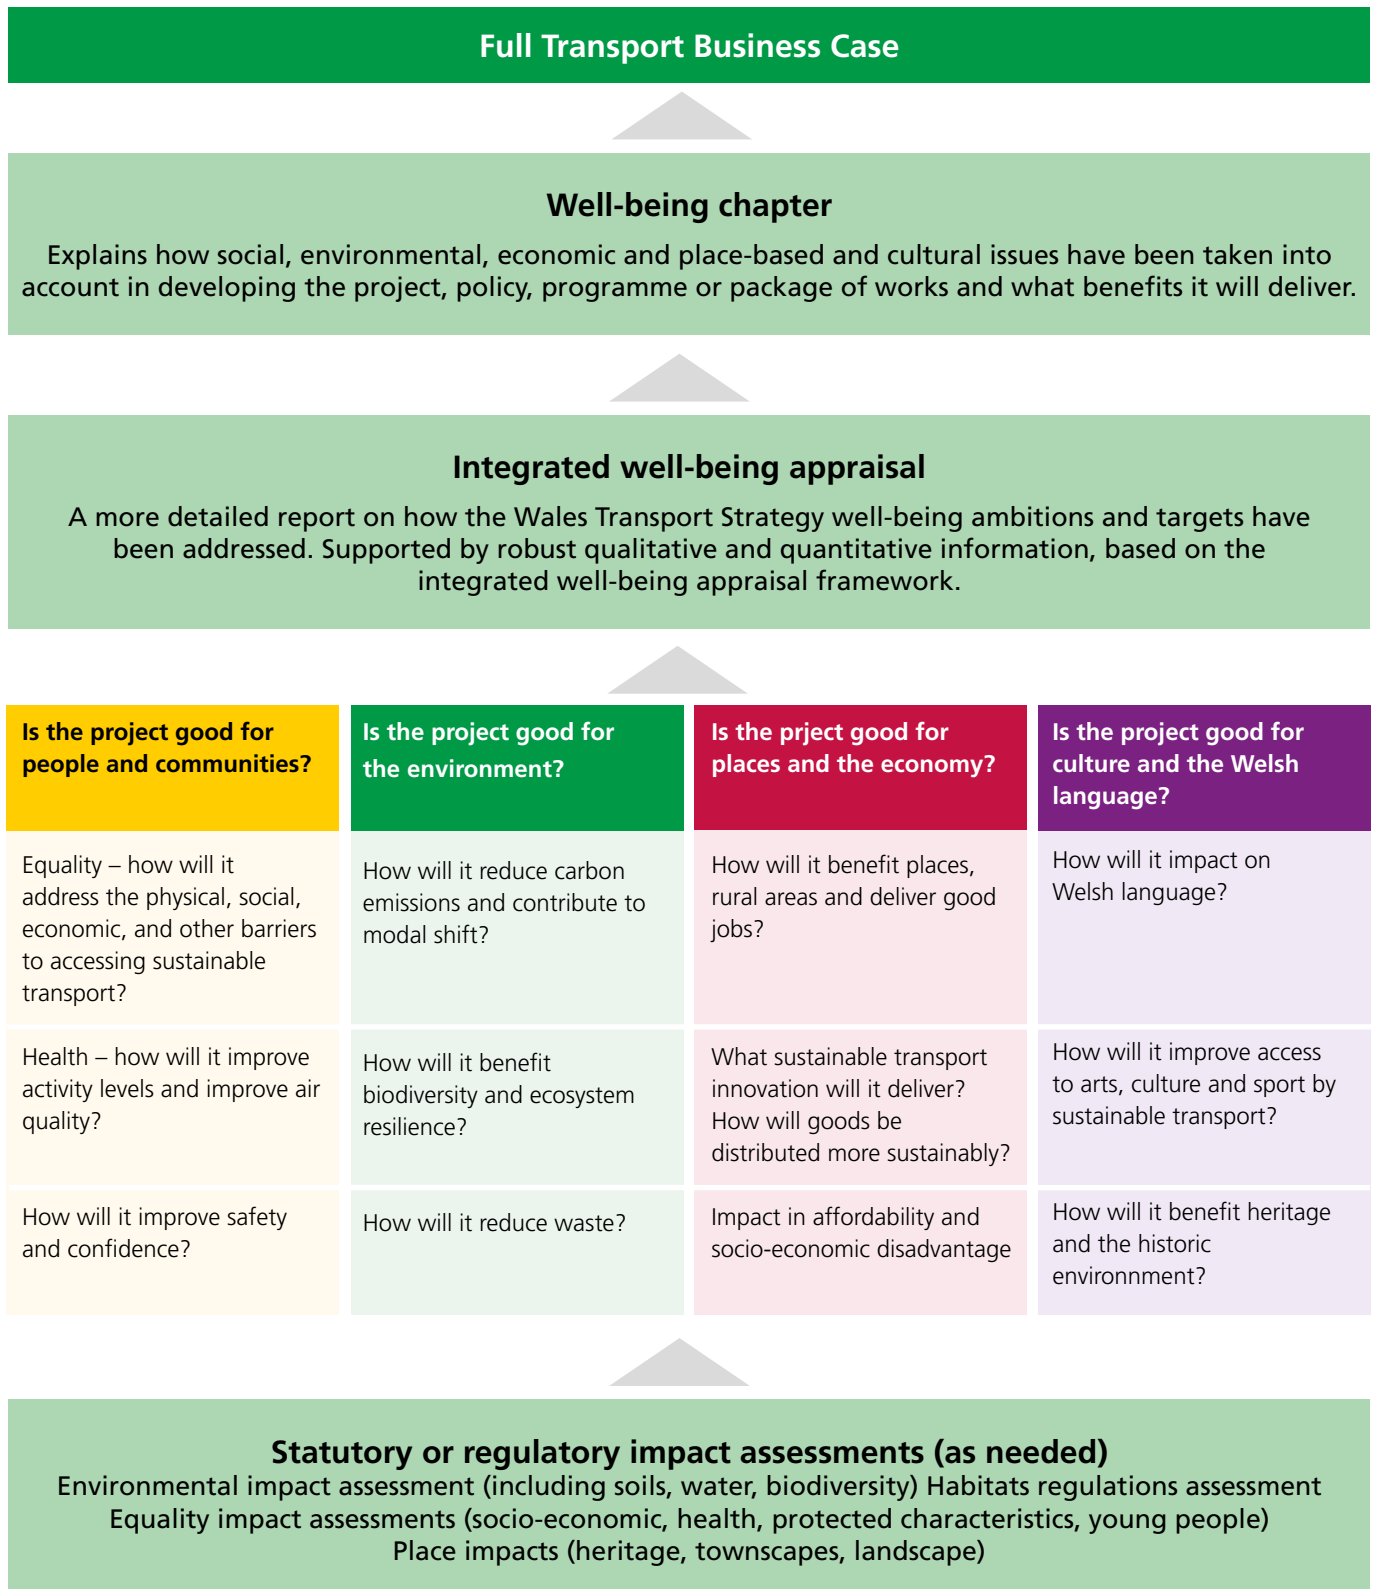 Full Transport Business Case
Well-being chapter
Explains how social, environmental, economic and place-based and cultural issues have been taken into
account in developing the project, policy, programme or package of works and what benefits it will deliver.
Integrated well-being appraisal
A more detailed report on how the Wales Transport Strategy well-being ambitions and targets have
been addressed. Supported by robust qualitative and quantitative information, based on the
integrated well-being appraisal framework.
Is the project good for
people and communities?
Equality – how will it
address the physical, social,
economic, and other barriers
to accessing sustainable
transport?
Health – how will it improve
activity levels and improve air
quality?
How will it improve safety
and confidence?
Is the project good for
the environment?
How will it reduce carbon
emissions and contribute to
modal shift?
How will it benefit
biodiversity and ecosystem
resilience?
How will it reduce waste?
Is the prject good for
places and the economy?
How will it benefit places,
rural areas and deliver good
jobs?
What sustainable transport
innovation will it deliver?
How will goods be
distributed more sustainably?
Impact in affordability and
socio-economic disadvantage
Is the project good for
culture and the Welsh
language?
How will it impact on
Welsh language?
How will it improve access
to arts, culture and sport by
sustainable transport?
How will it benefit heritage
and the historic
environnment?
Statutory or regulatory impact assessments (as needed)
Environmental impact assessment (including soils, water, biodiversity) Habitats regulations assessment
Equality impact assessments (socio-economic, health, protected characteristics, young people)
Place impacts (heritage, townscapes, landscape)